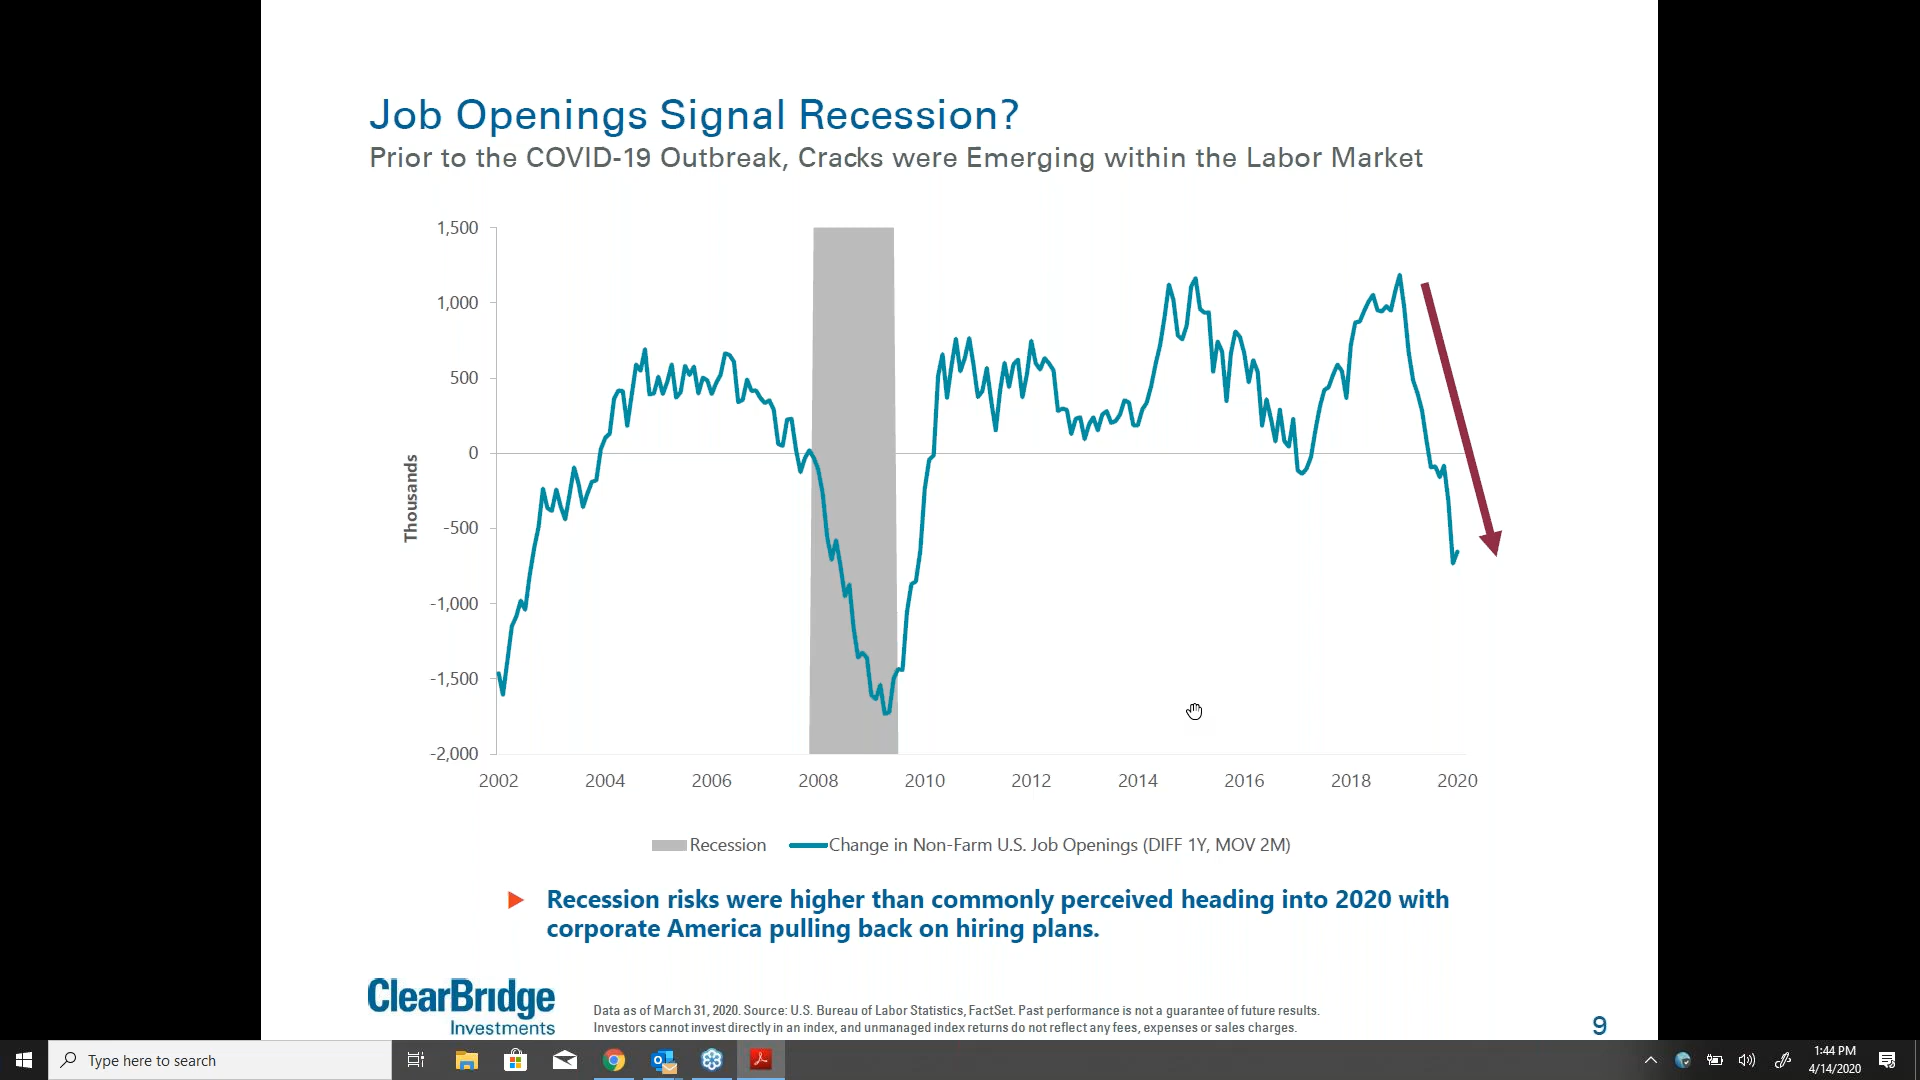 Job Openings Signal Recession?
Prior to the COVID-19 Outbreak, Cracks were Emerging within the Labor Market
1,500
1,000
500
0
-500
-1,000
-1,500
-2,000
Thousands
2002 2004 2006 2008 2010 2012 2014 2016 2018 2020
Recession Change in Non-Farm U.S. Job Openings (DIFF 1Y, MOV 2M)
Recession risks were higher than commonly perceived heading into 2020 with
corporate America pulling back on hiring plans.
ClearBridge
Investments
Data as of March 31, 2020. Source: U.S. Bureau of Labor Statistics, FactSet. Past performance is not a guarantee of future results.
Investors cannot invest directly in an index, and unmanaged index returns do not reflect any fees, expenses or sales charges.
9
Type here to search
1:44 PM
4/14/2020